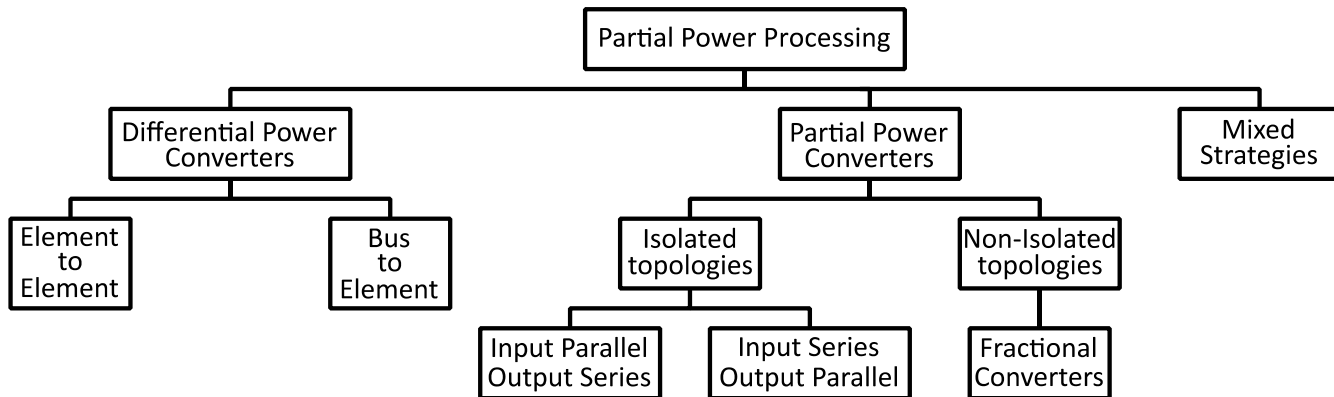 Partial Power Processing
Differential Power
Converters
Partial Power
Converters
Mixed
Strategies
Element
to
Element
Bus
to
Element
Isolated
topologies
Non-Isolated
topologies
Input Parallel
Output Series
Input Series
Output Parallel
Fractional
Converters